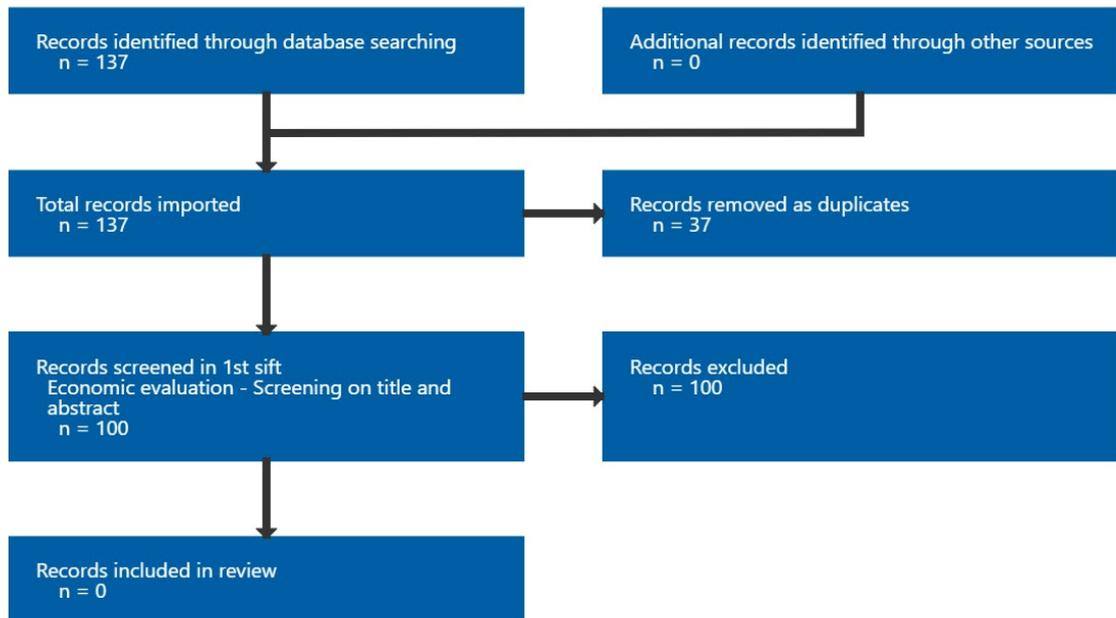 Records identified through database searching
n = 137
Additional records identified through other sources
n = 0
Total records imported
n = 137
Records removed as duplicates
n = 37
Records screened in 1st sift
Economic evaluation - Screening on title and
abstract
n = 100
Records excluded
n = 100
Records included in review
n = 0